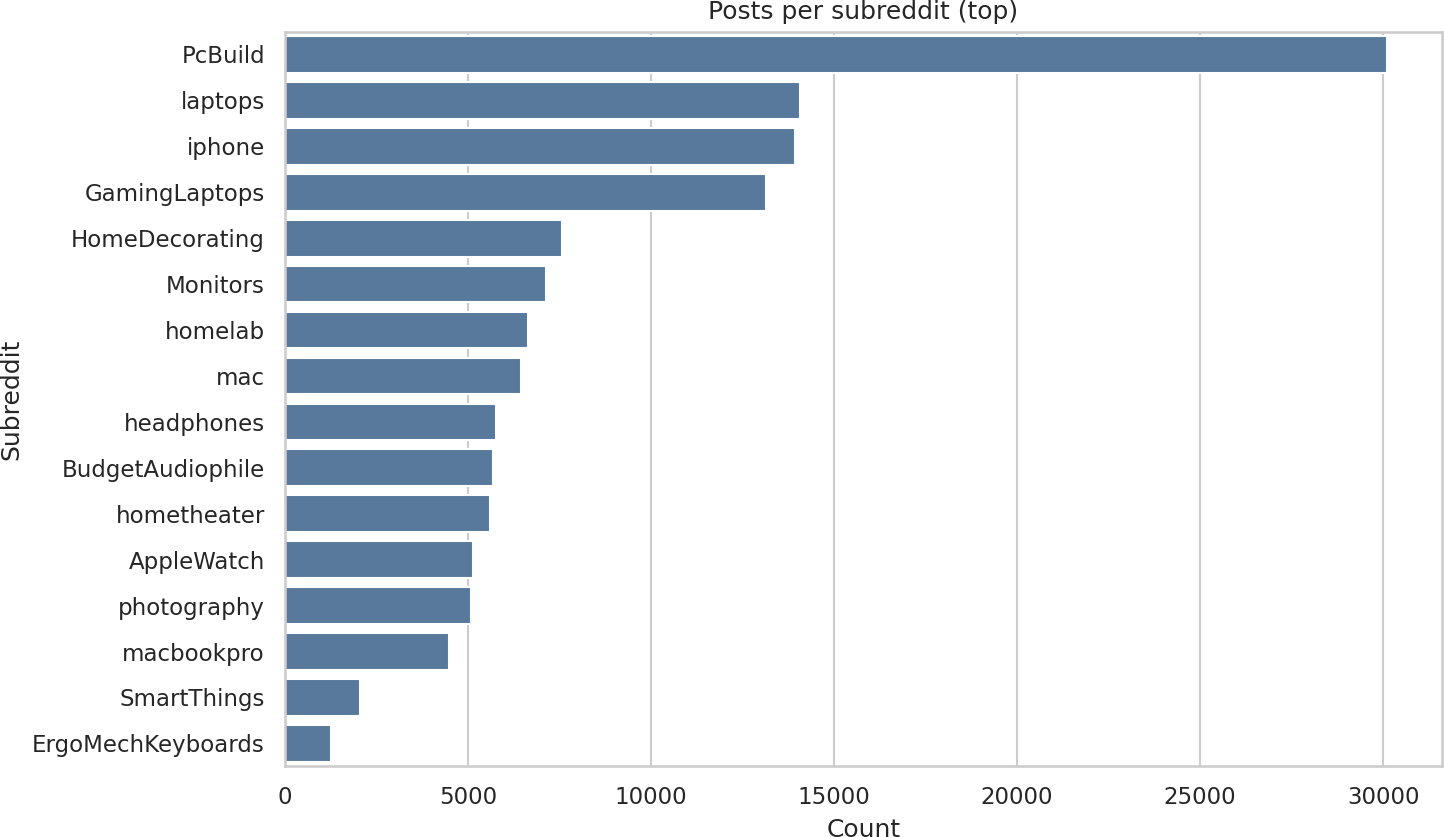 Posts per subreddit (top)
Subreddit
PcBuild
laptops
iphone
GamingLaptops
HomeDecorating
Monitors
homelab
mac
headphones
BudgetAudiophile
hometheater
AppleWatch
photography
macbookpro
SmartThings
ErgoMechKeyboards
0 5000 10000 15000 20000 25000 30000
Count